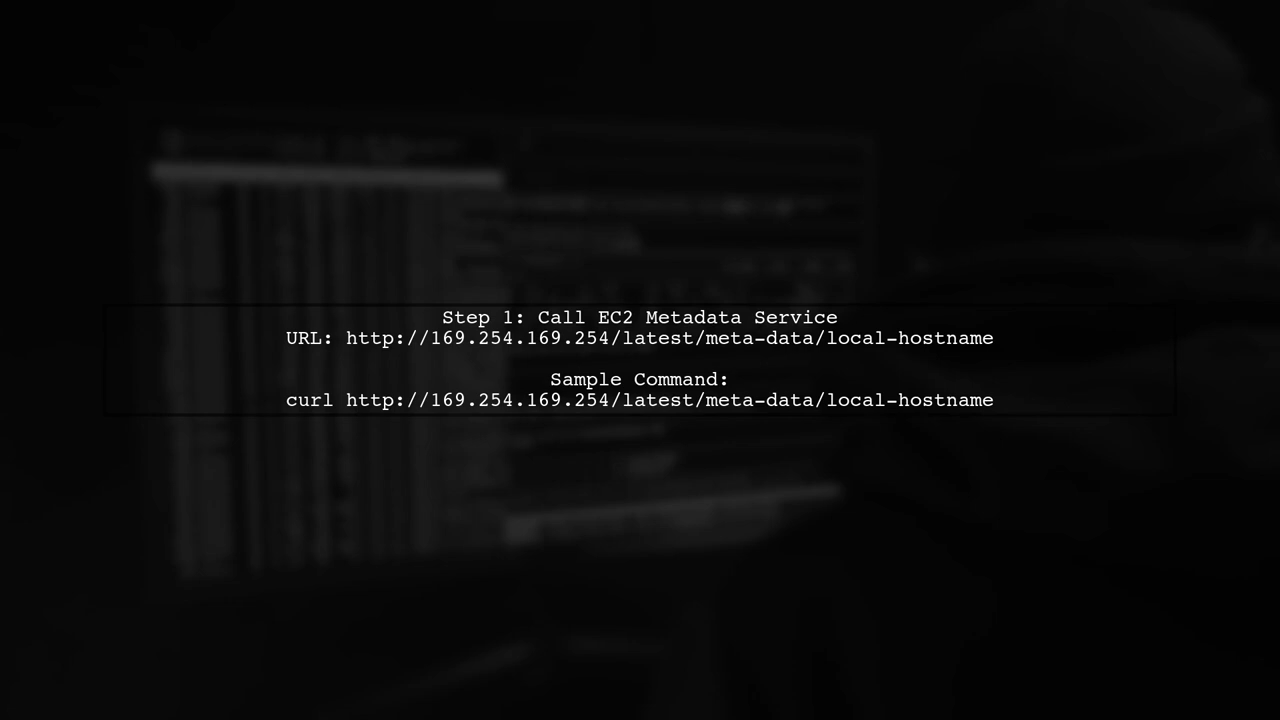 Step 1: Call EC2 Metadata Service
URL: http://169.254.169.254/latest/meta-data/local-hostname
Sample Command:
curl http://169.254.169.254/latest/meta-data/local-hostname